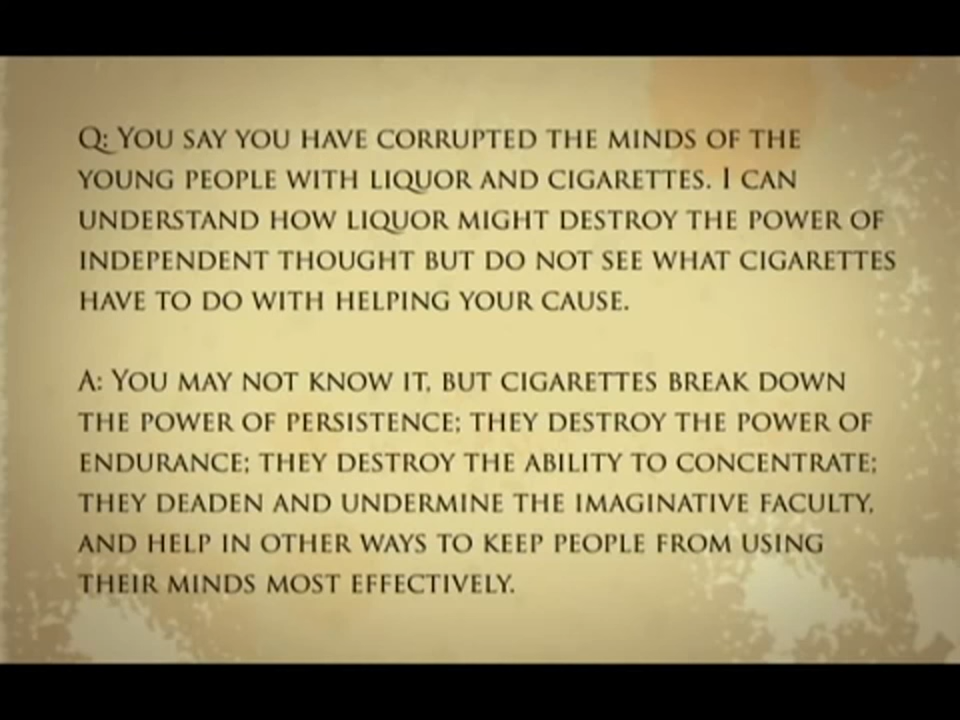 Q: You say you have corrupted the minds of the
young people with liquor and cigarettes. I can
understand how liquor might destroy the power of
independent thought but do not see what cigarettes
have to do with helping your cause.
A: You may not know it, but cigarettes break down
the power of persistence; they destroy the power of
endurance; they destroy the ability to concentrate;
they deaden and undermine the imaginative faculty,
and help in other ways to keep people from using
their minds most effectively.